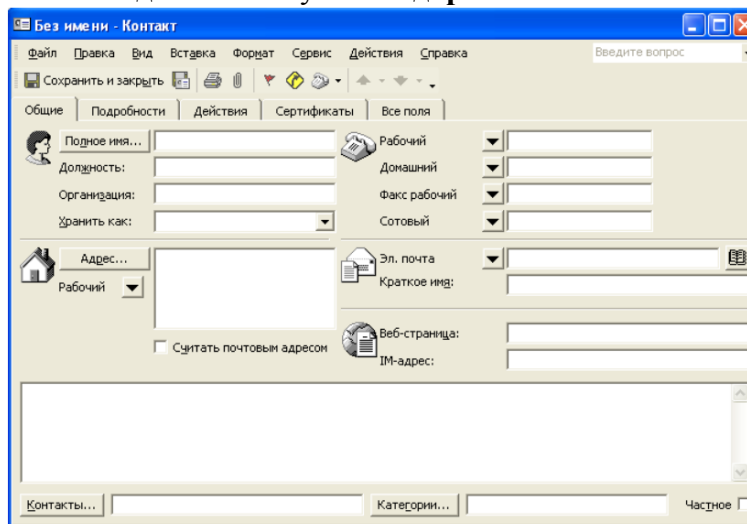 Без имени - Контакт
Файл Правка Вид Вставка Формат Сервис Действия Справка Введите вопрос
Сохранить и закрыть
Общие Подробности Действия Сертификаты Все поля
Полное имя... Рабочий
Должность: Домашний
Организация: Факс рабочий
Хранить как: Сотовый
Адрес... Эл. почта
Рабочий Краткое имя:
Веб-страница:
Считать почтовым адресом
IM-адрес:
Контакты... Категории... Частное